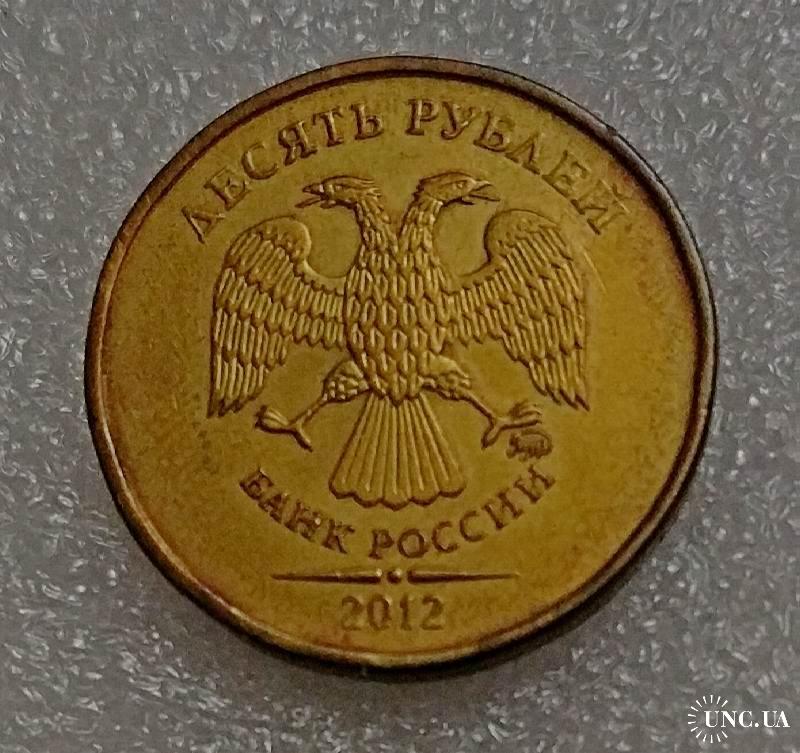 ДЕСЯТЬ РУБЛЕЙ
БАНК РОССИИ
2012
UNC.UA